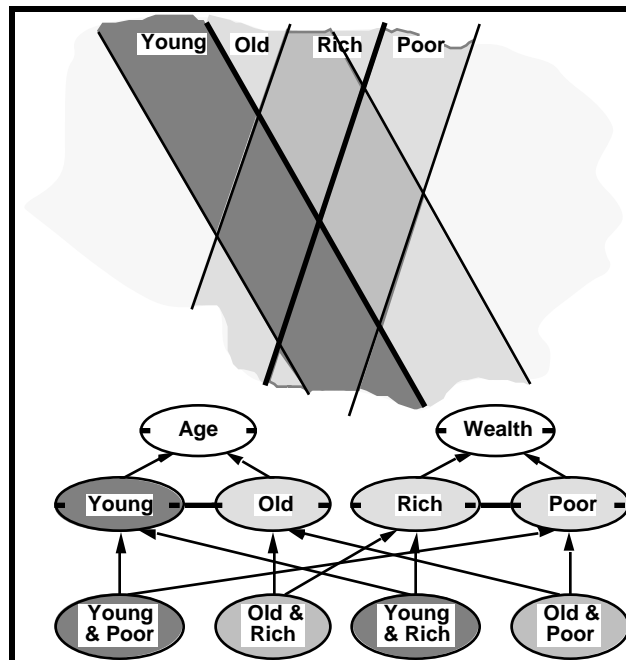 Young Old Rich Poor
Age Wealth
Young Old Rich Poor
Young Old & Young Old &
& Poor Rich & Rich Poor